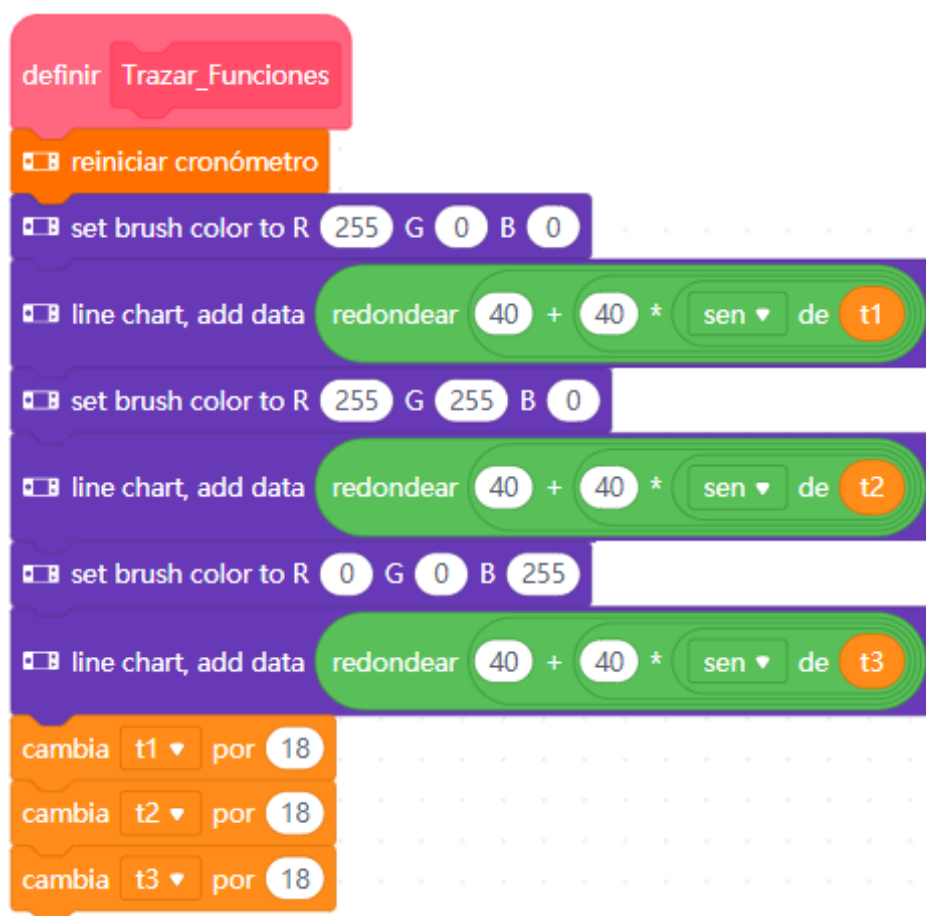 definir Trazar_Funciones
reiniciar cronómetro
set brush color to R 255 G 0 B 0
line chart, add data redondear 40 + 40 * sen de t1
set brush color to R 255 G 255 B 0
line chart, add data redondear 40 + 40 * sen de t2
set brush color to R 0 G 0 B 255
line chart, add data redondear 40 + 40 * sen de t3
cambia t1 por 18
cambia t2 por 18
cambia t3 por 18